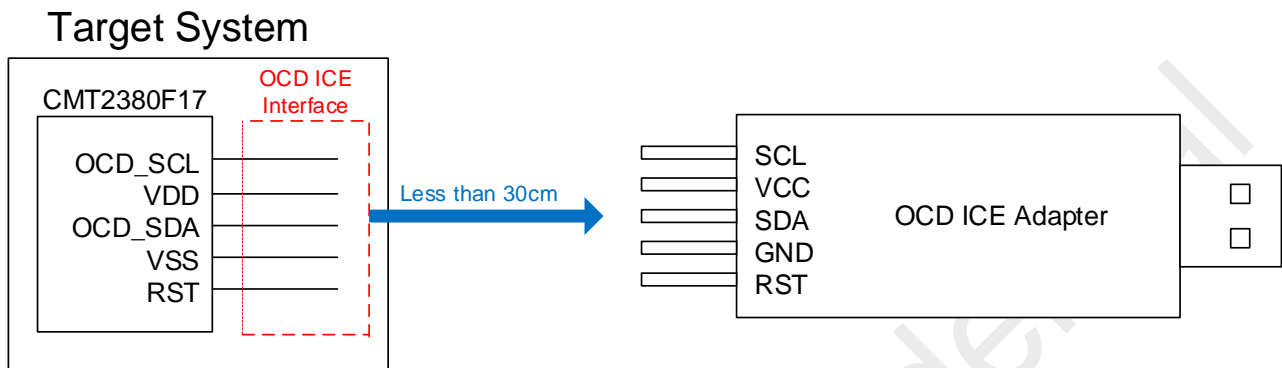 Target System
OCD ICE
Interface
CMT2380F17
OCD_SCL
VDD
OCD_SDA
VSS
RST
Less than 30cm
SCL
VCC
SDA
GND
RST
OCD ICE Adapter